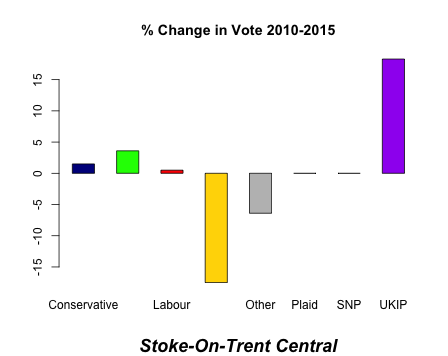 % Change in Vote 2010-2015
15
10
5
0
-5
-10
-15
Conservative Labour Other Plaid SNP UKIP
Stoke-On-Trent Central